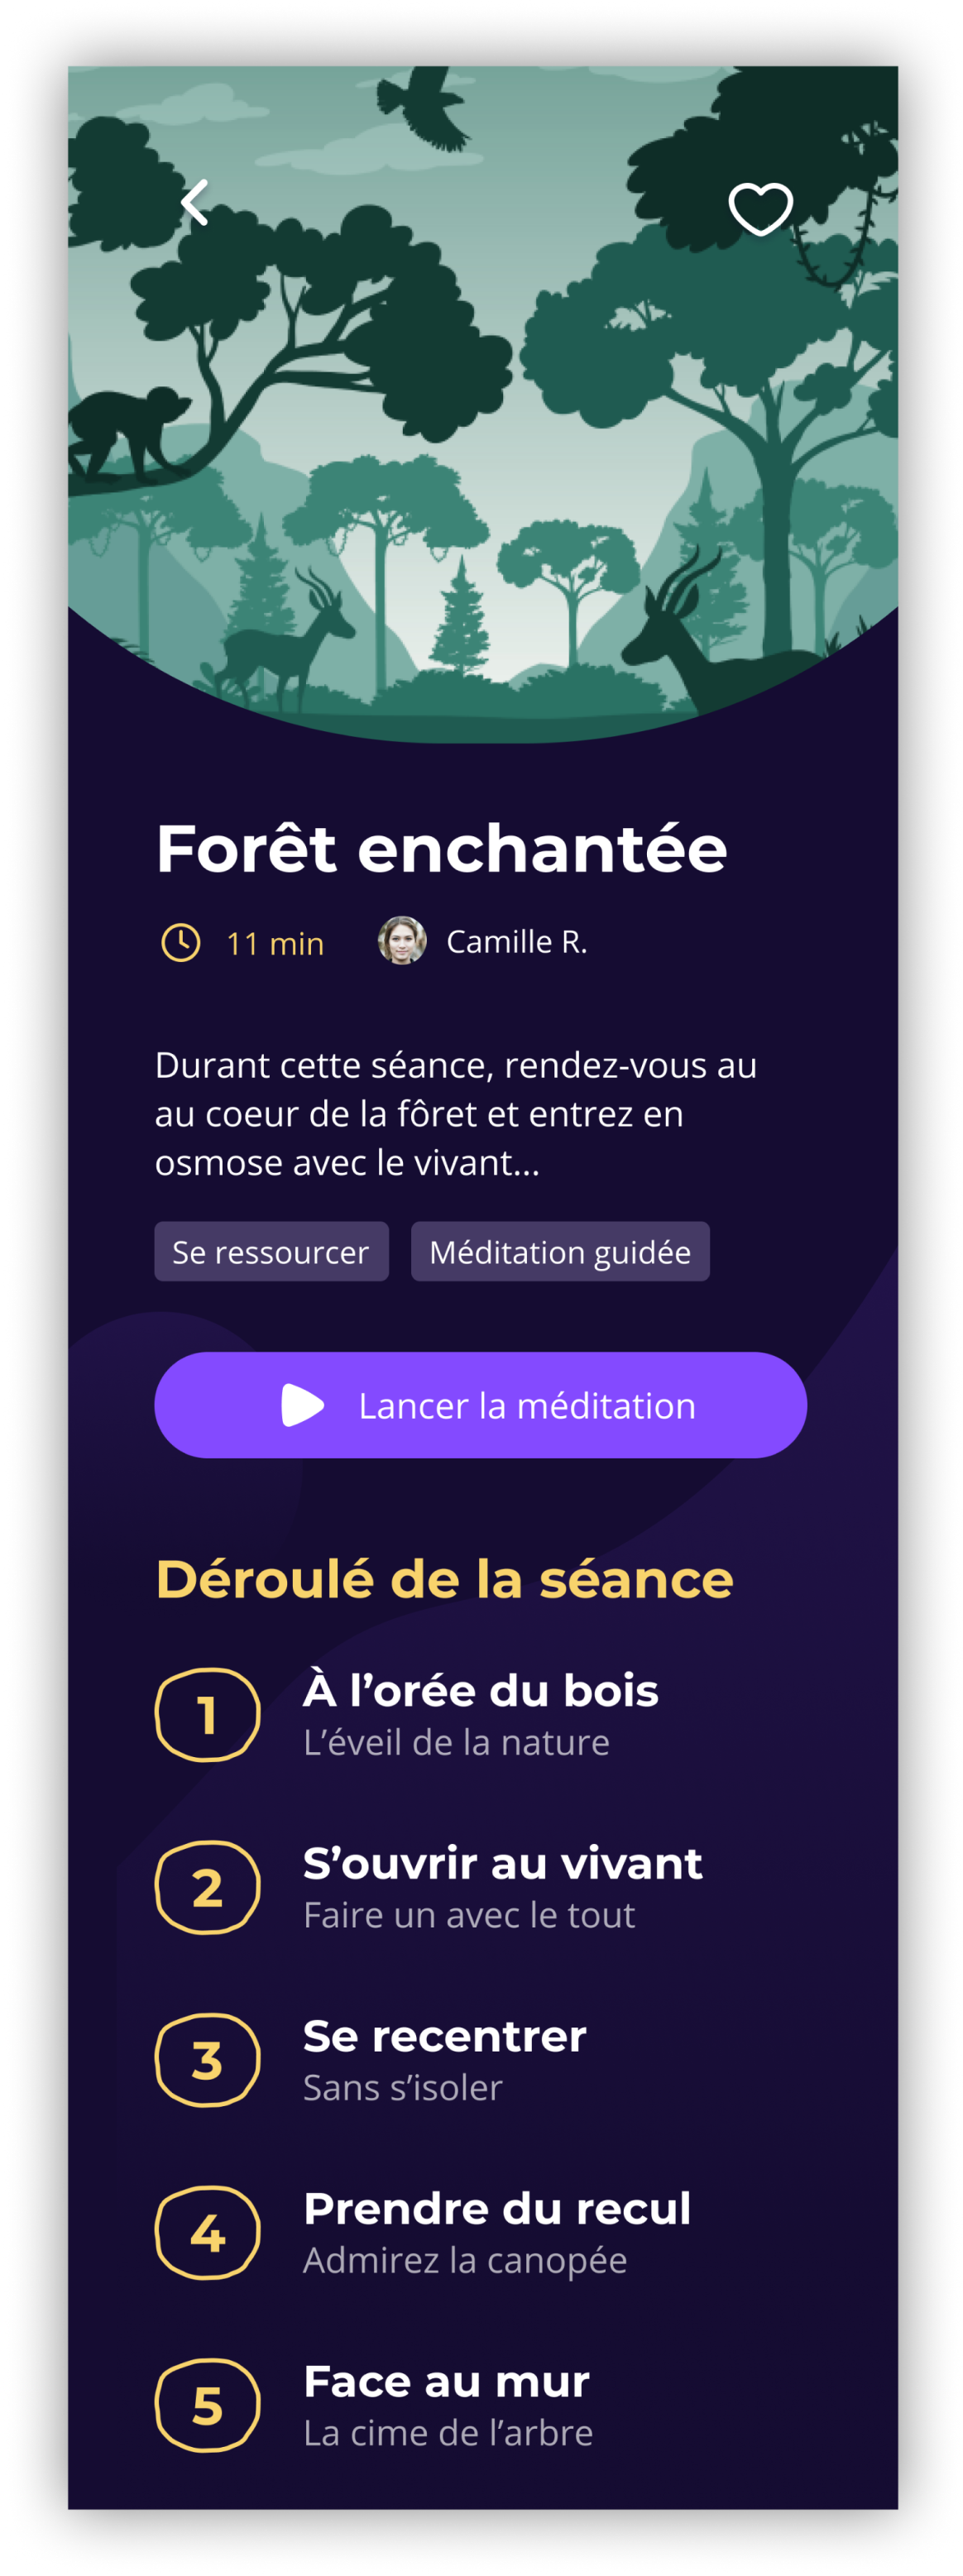 Forêt enchantée
11 min
Camille R.
Durant cette séance, rendez-vous au
au coeur de la fôret et entrez en
osmose avec le vivant...
Se ressourcer
Méditation guidée
Lancer la méditation
Déroulé de la séance
1
À l’orée du bois
L’éveil de la nature
2
S’ouvrir au vivant
Faire un avec le tout
3
Se recentrer
Sans s’isoler
4
Prendre du recul
Admirez la canopée
5
Face au mur
La cime de l’arbre